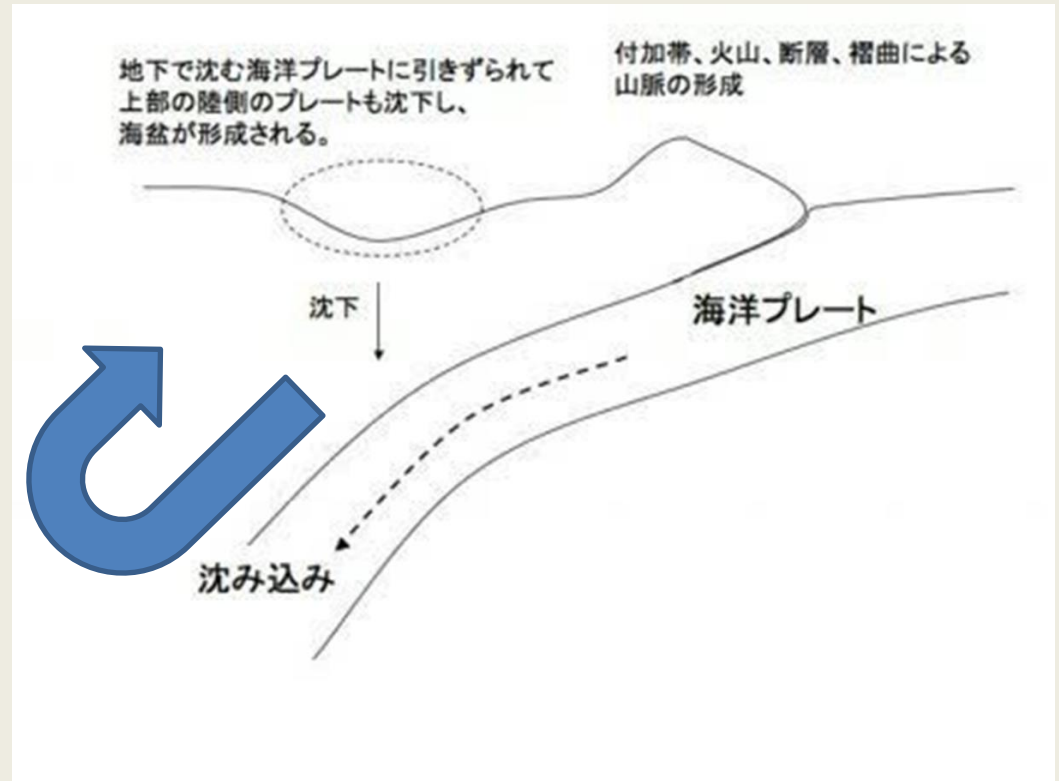 地下で沈む海洋プレートに引きずられて
上部の陸側のプレートも沈下し、
海盆が形成される。
付加帯、火山、断層、褶曲による
山脈の形成
沈下
海洋プレート
沈み込み